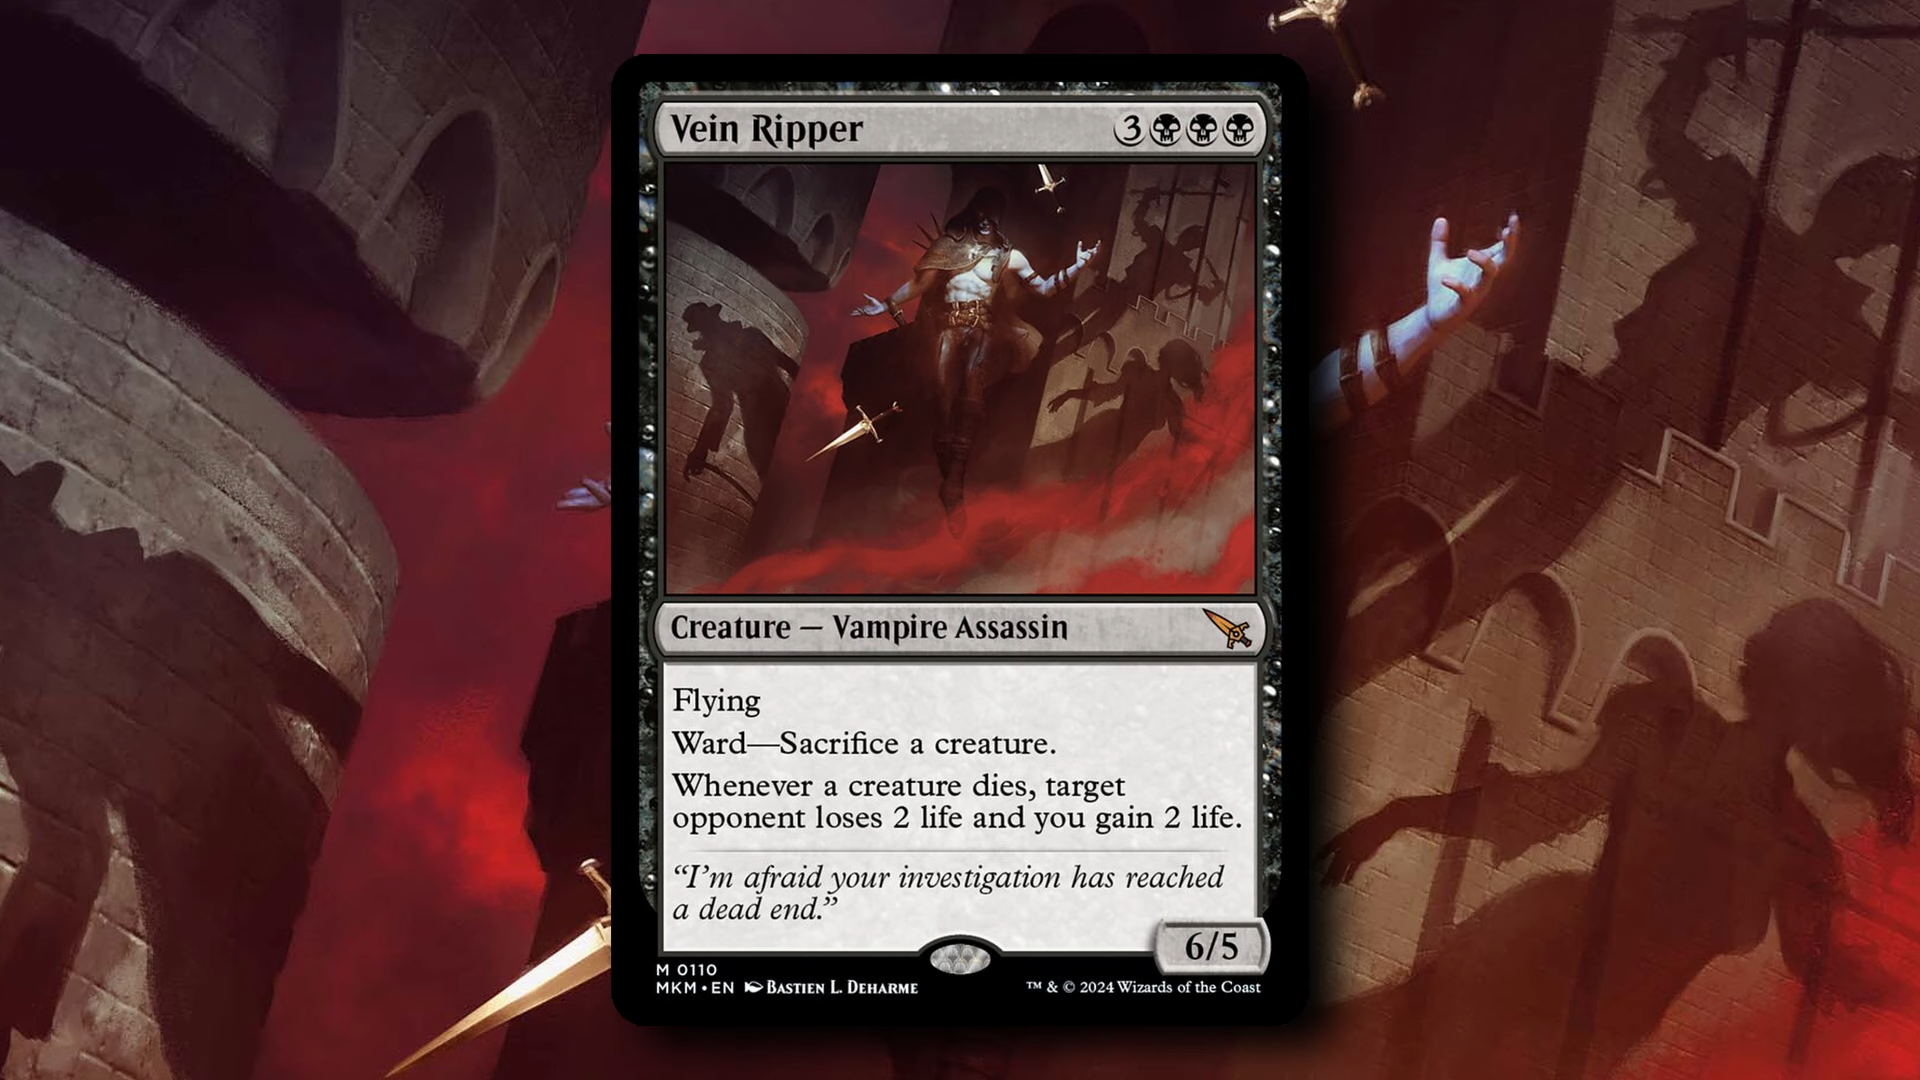 Vein Ripper 3
Creature — Vampire Assassin
Flying
Ward—Sacrifice a creature.
Whenever a creature dies, target
opponent loses 2 life and you gain 2 life.
“I’m afraid your investigation has reached
a dead end.”
6/5
M 0110
MKM • EN Bastien L. Deharme
™ & © 2024 Wizards of the Coast